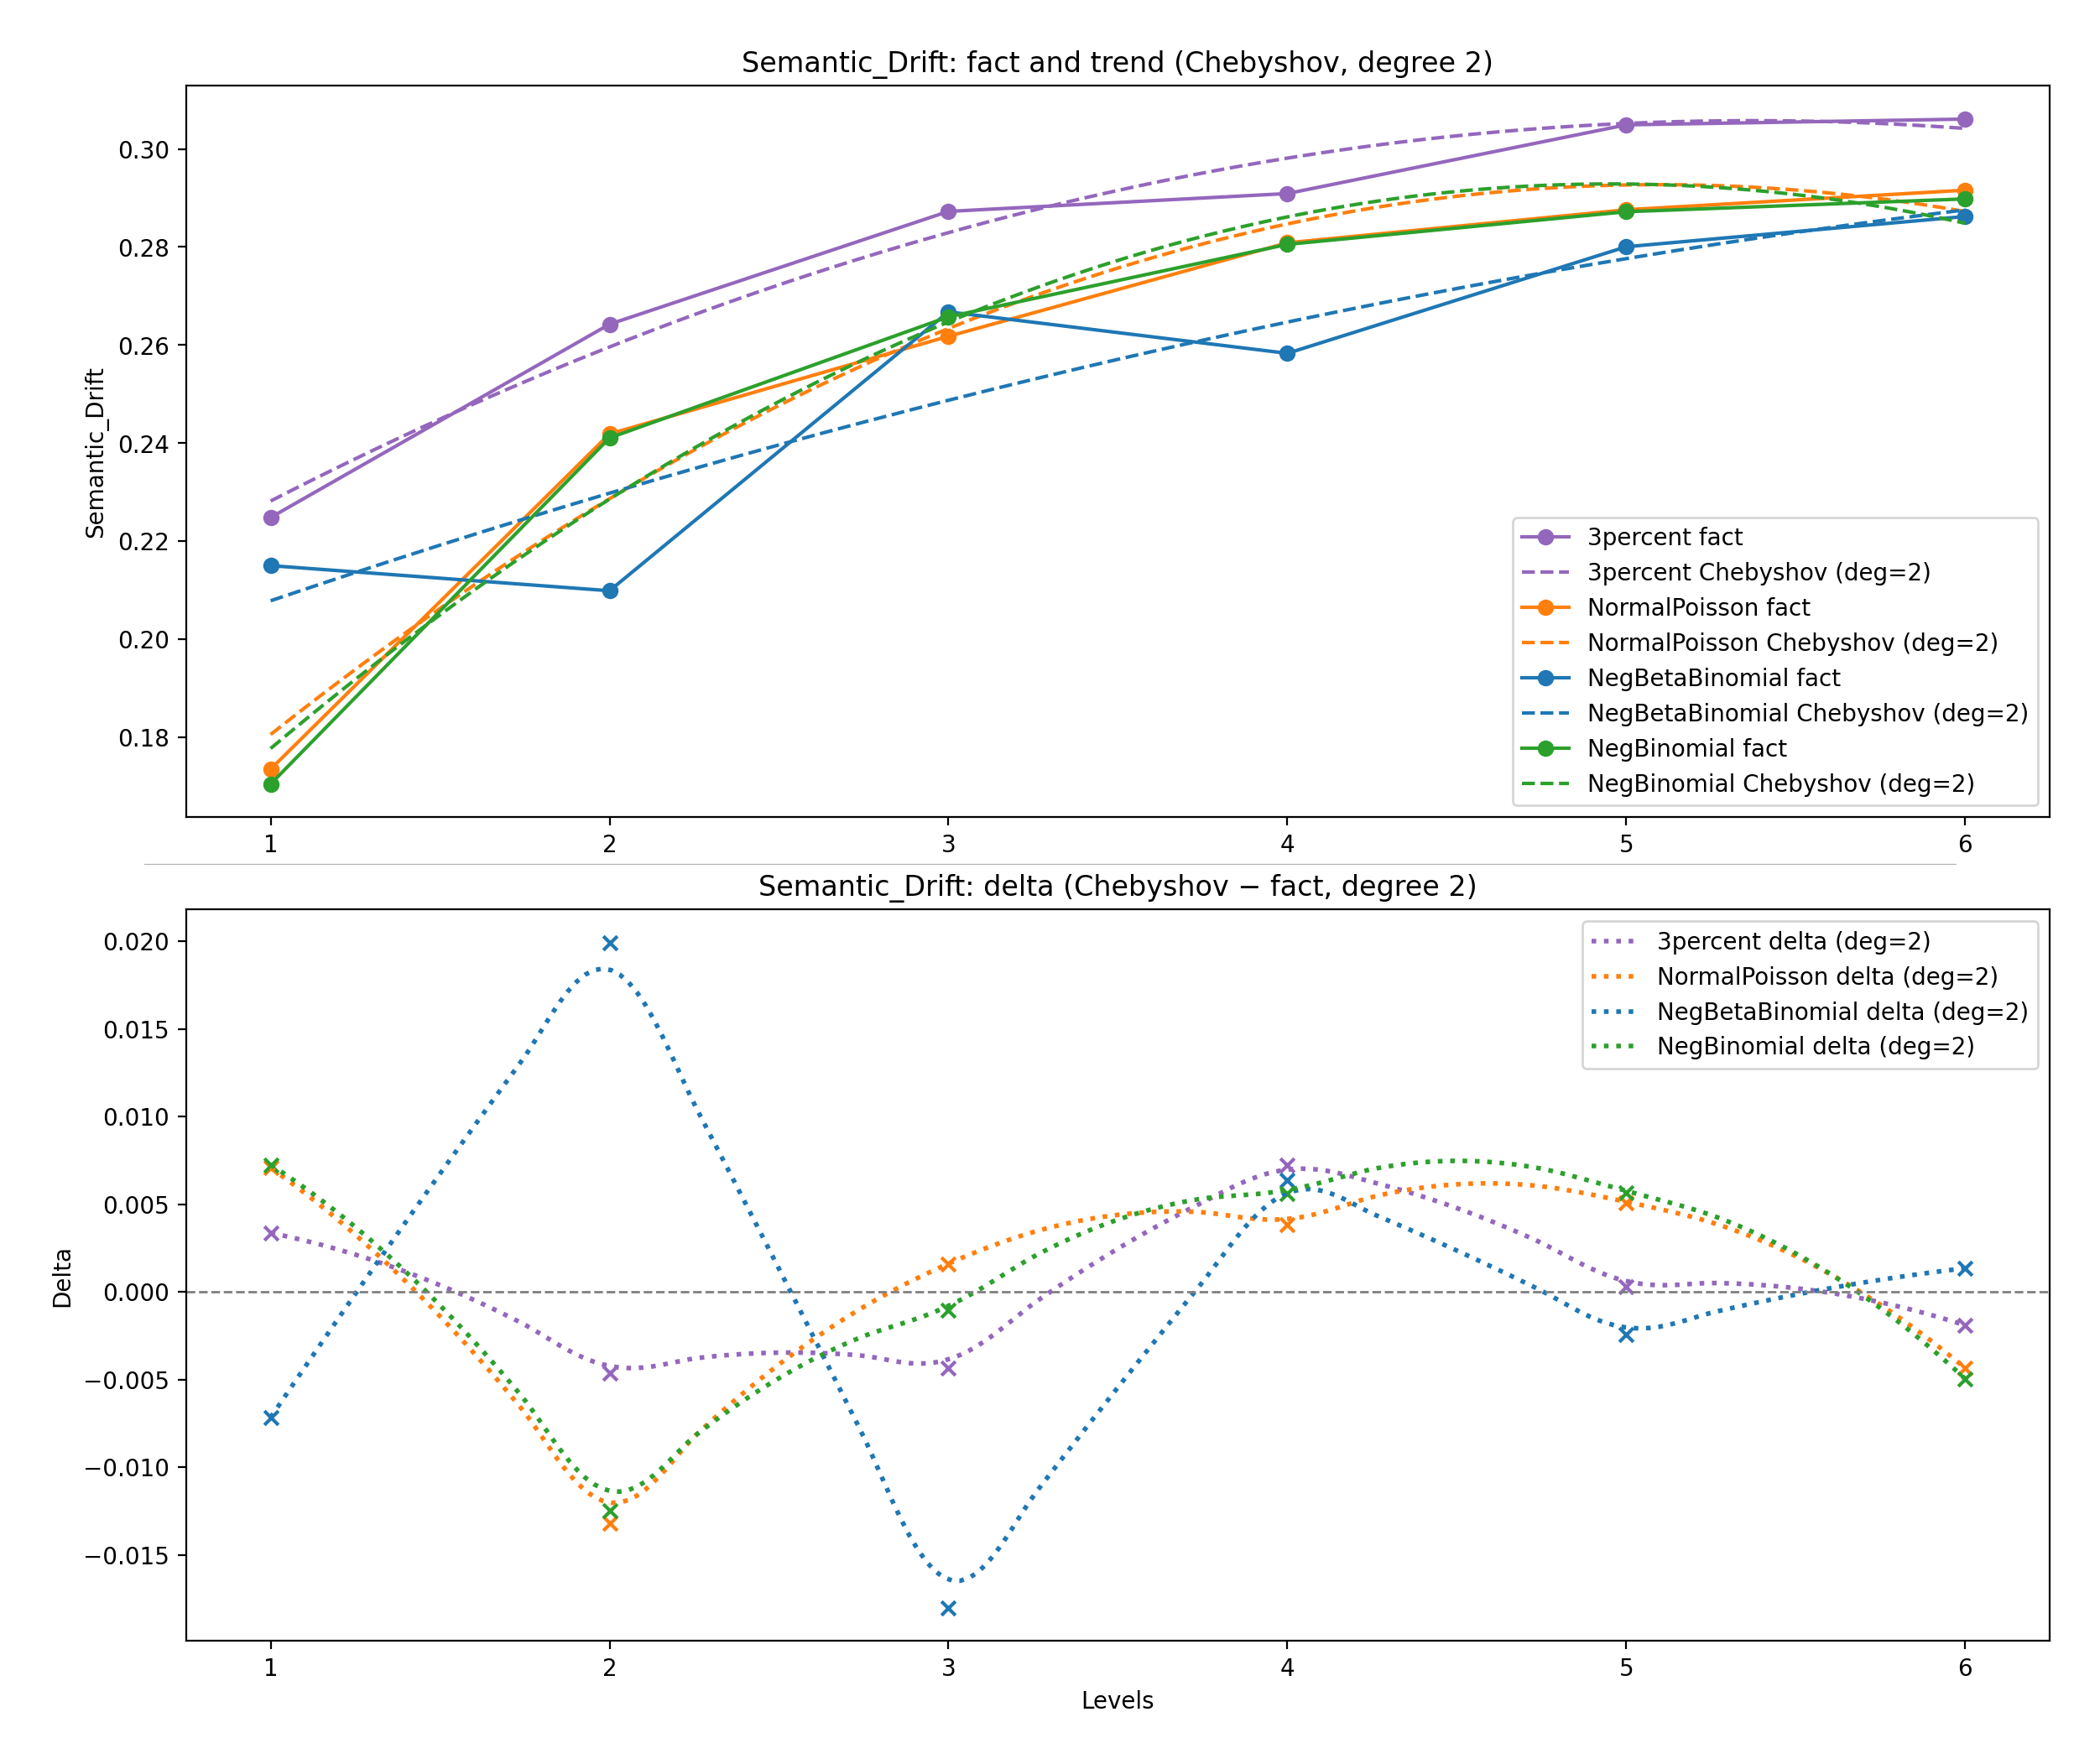 Semantic_Drift: fact and trend (Chebyshov, degree 2)
Semantic_Drift
0.30
0.28
0.26
0.24
0.22
0.20
0.18
3percent fact
3percent Chebyshov (deg=2)
NormalPoisson fact
NormalPoisson Chebyshov (deg=2)
NegBetaBinomial fact
NegBetaBinomial Chebyshov (deg=2)
NegBinomial fact
NegBinomial Chebyshov (deg=2)
1 2 3 4 5 6
Semantic_Drift: delta (Chebyshov − fact, degree 2)
Delta
0.020
0.015
0.010
0.005
0.000
−0.005
−0.010
−0.015
3percent delta (deg=2)
NormalPoisson delta (deg=2)
NegBetaBinomial delta (deg=2)
NegBinomial delta (deg=2)
1 2 3 4 5 6
Levels